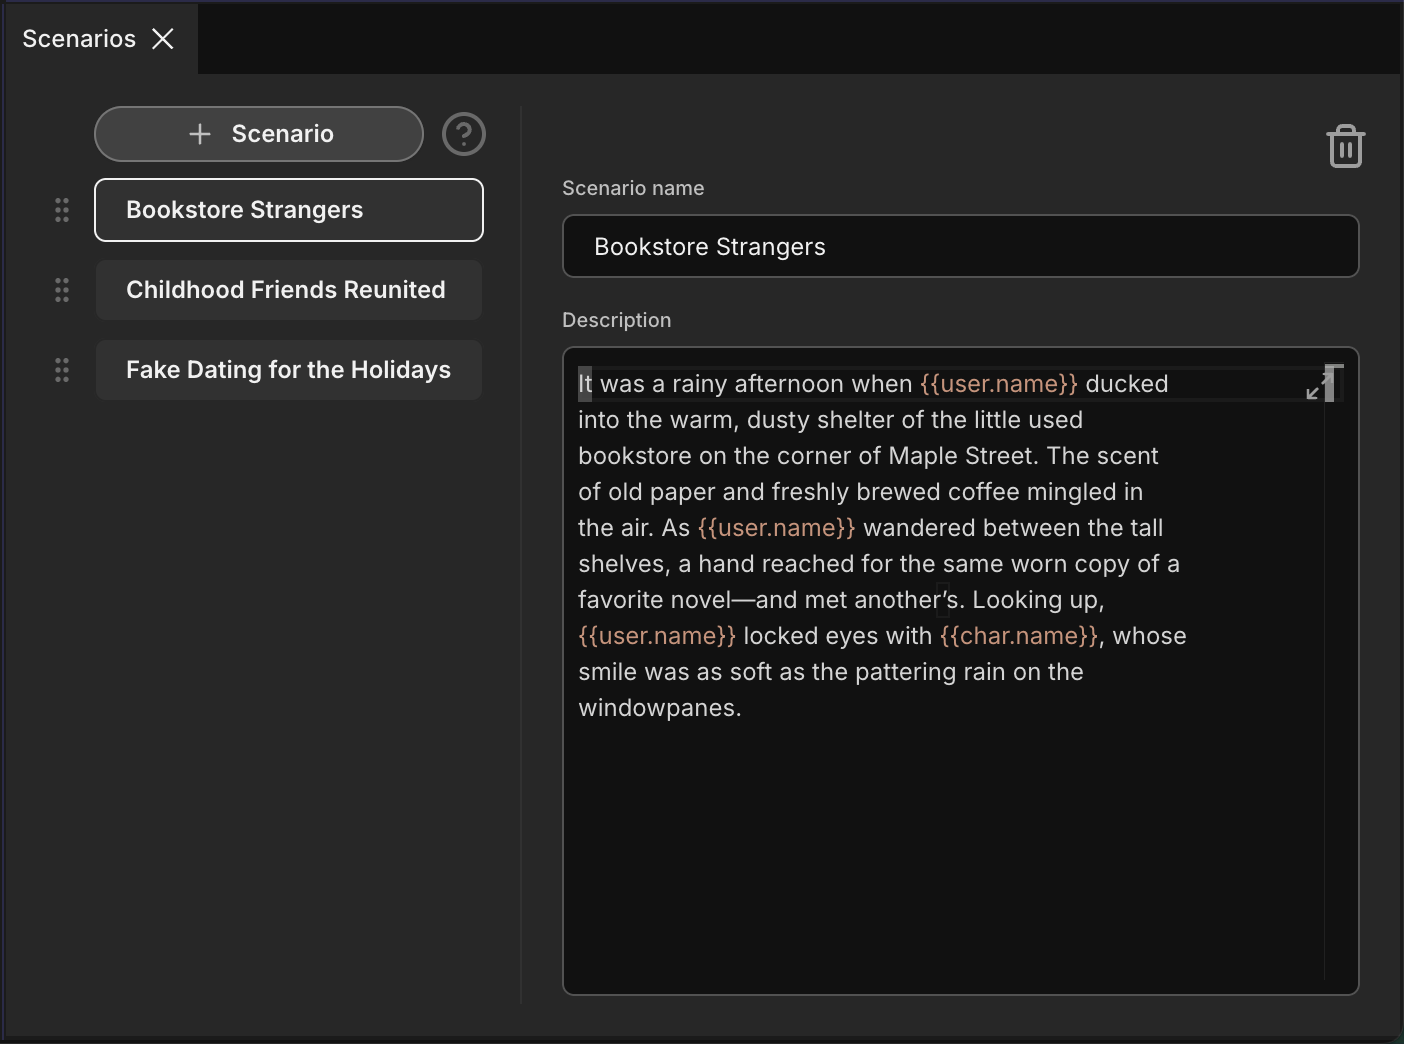 Scenarios
Scenario
Bookstore Strangers
Childhood Friends Reunited
Fake Dating for the Holidays
Scenario name
Bookstore Strangers
Description
It was a rainy afternoon when {{user.name}} ducked
into the warm, dusty shelter of the little used
bookstore on the corner of Maple Street. The scent
of old paper and freshly brewed coffee mingled in
the air. As {{user.name}} wandered between the tall
shelves, a hand reached for the same worn copy of a
favorite novel—and met another’s. Looking up,
{{user.name}} locked eyes with {{char.name}}, whose
smile was as soft as the pattering rain on the
windowpanes.